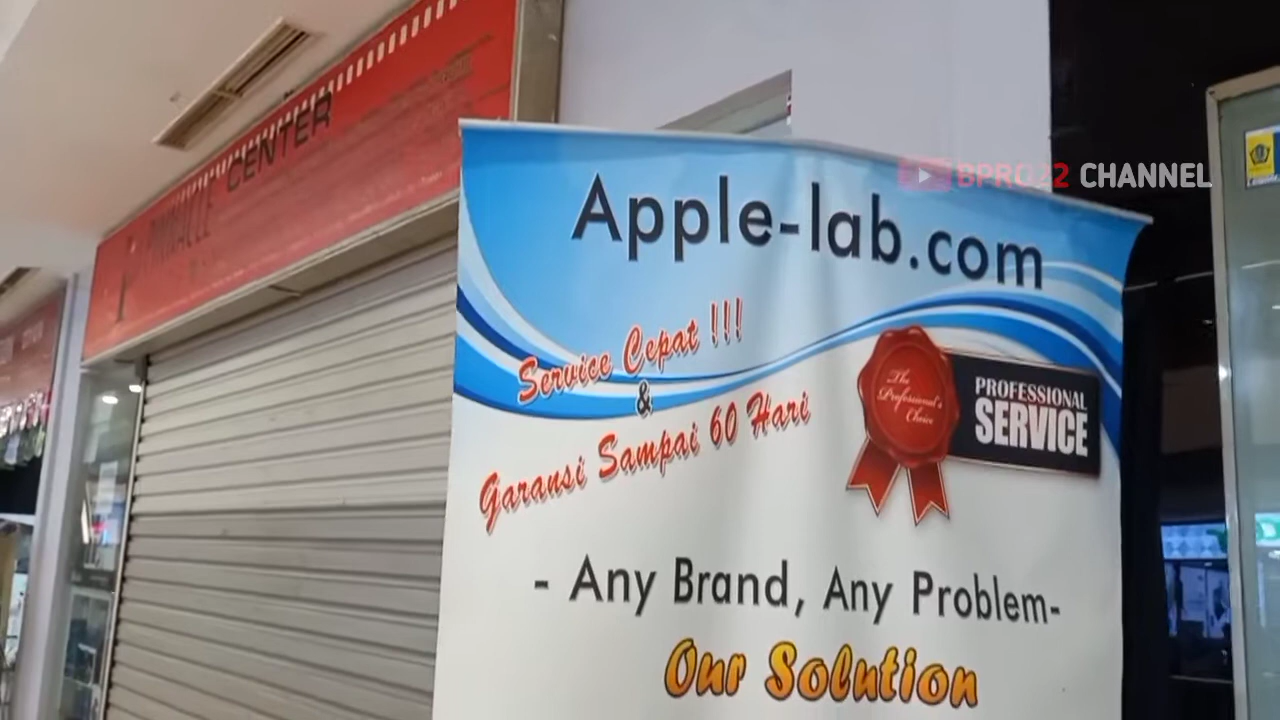 PINNACLE CENTER
BPRO22 CHANNEL
Apple-lab.com
Service Cepat !!!
&
Garansi Sampai 60 Hari
The
Professional's
Choice
PROFESSIONAL
SERVICE
- Any Brand, Any Problem-
Our Solution